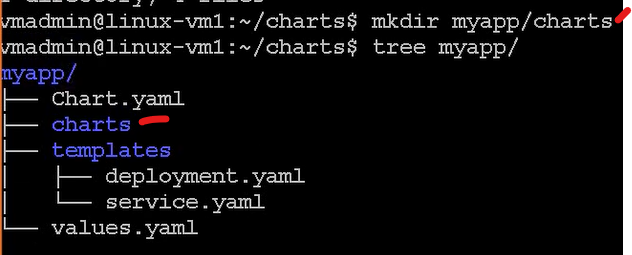 vmadmin@linux-vm1:~/charts$ mkdir myapp/charts
vmadmin@linux-vm1:~/charts$ tree myapp/
myapp/
├── Chart.yaml
├── charts
├── templates
│   ├── deployment.yaml
│   └── service.yaml
└── values.yaml